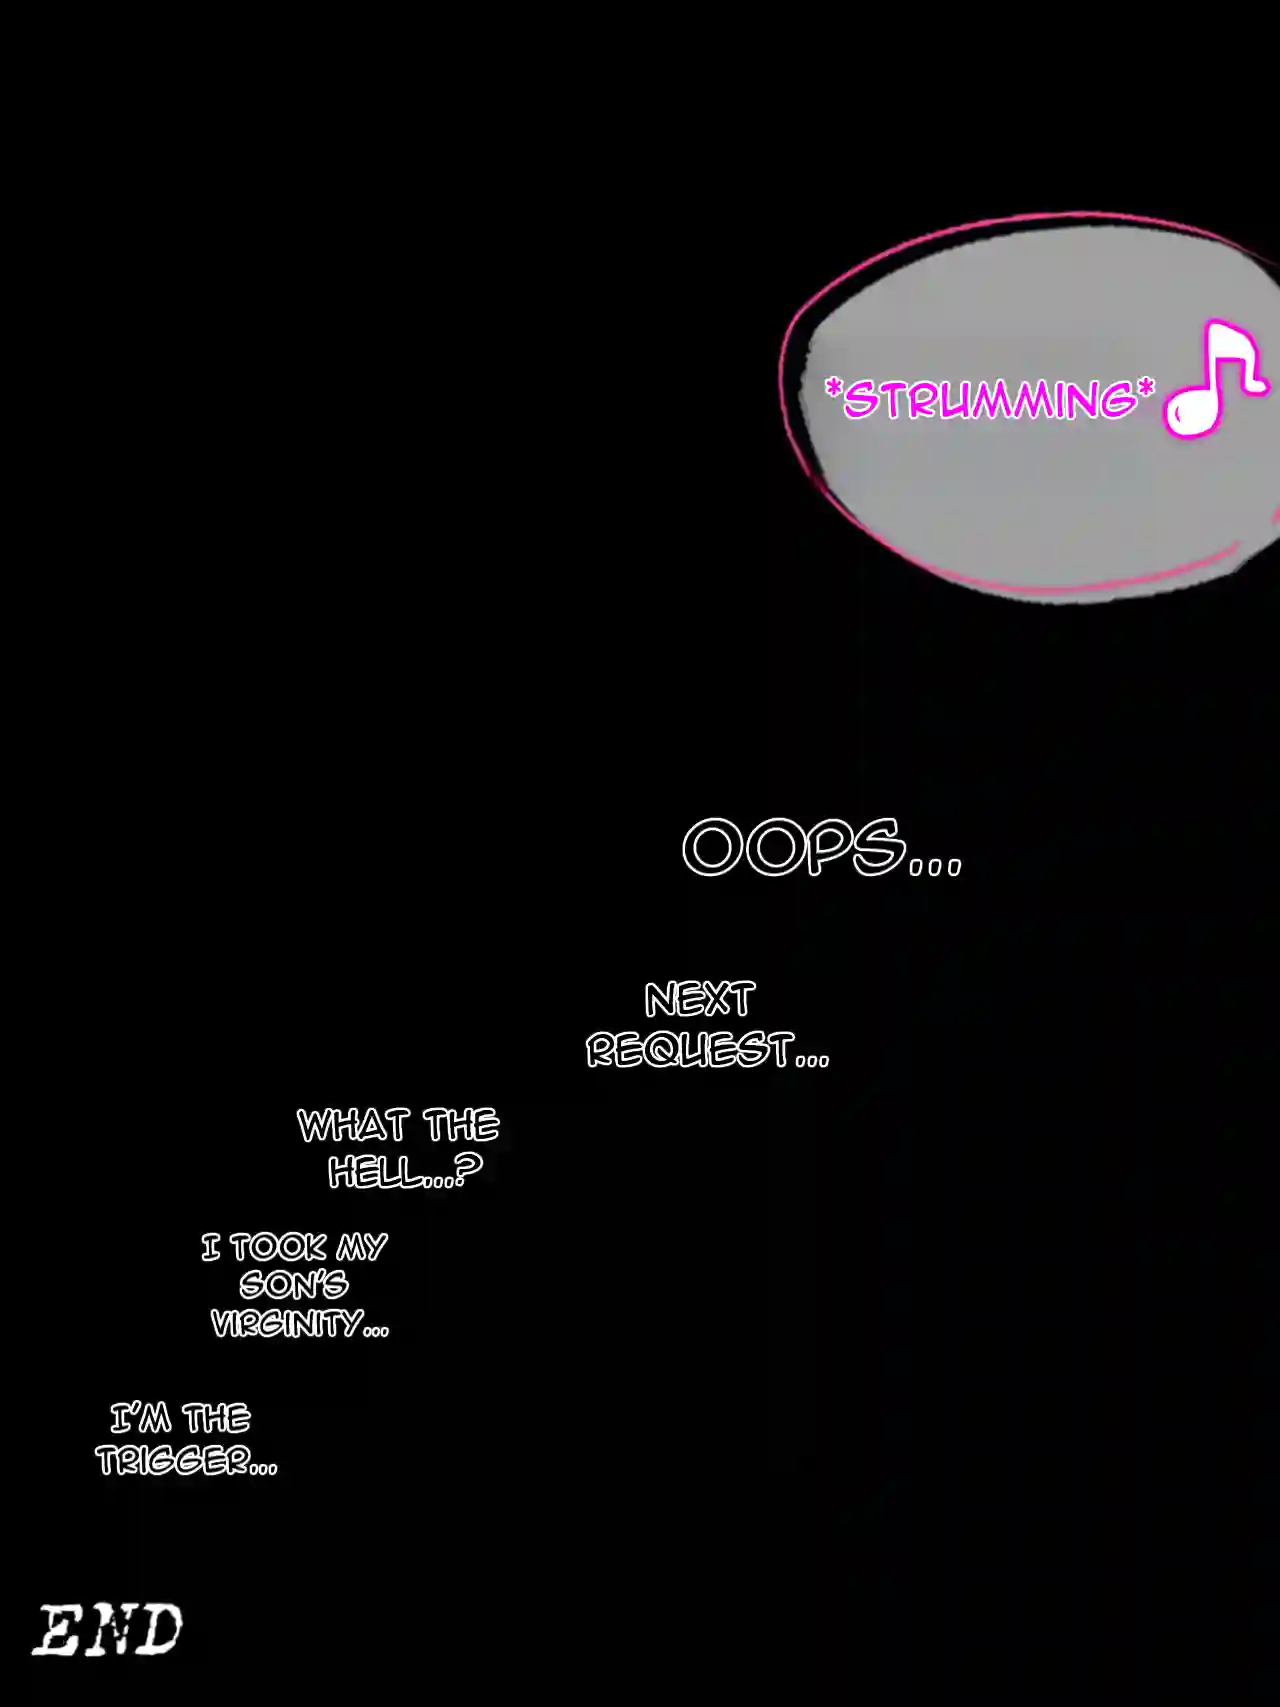 *STRUMMING*
OOPS...
NEXT
REQUEST...
WHAT THE
HELL...?
I TOOK MY
SON'S
VIRGINITY...
I'M THE
TRIGGER...
END